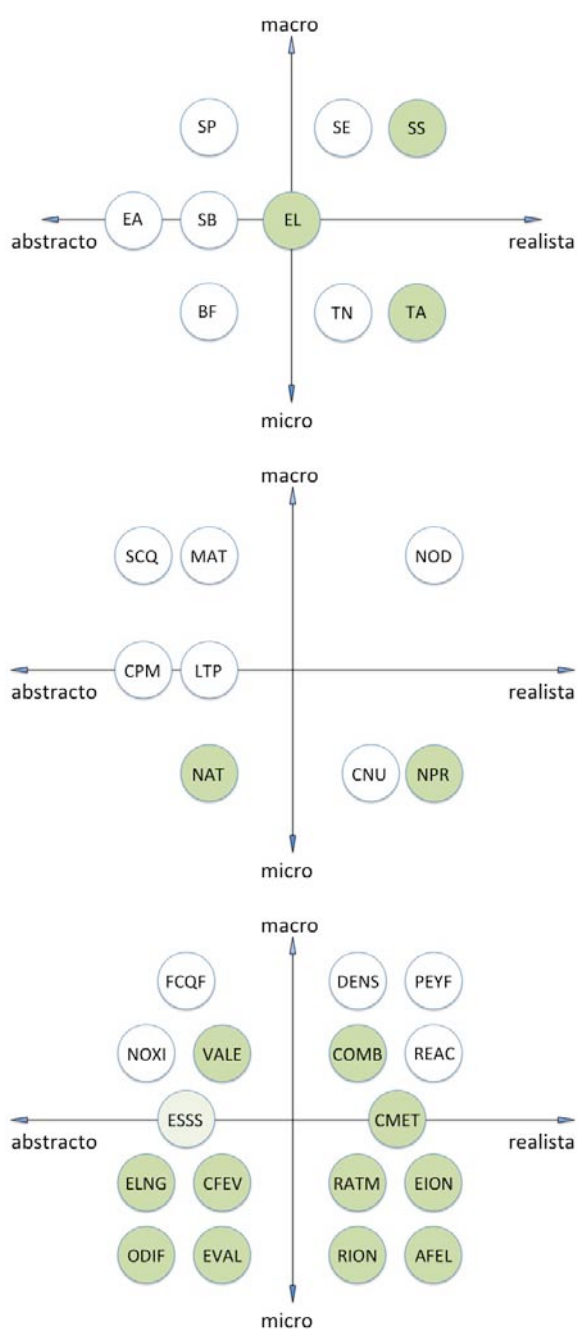 macro
SP SE SS
EA SB EL
abstracto realista
BF TN TA
micro
macro
SCQ MAT NOD
CPM LTP
abstracto realista
NAT CNU NPR
micro
macro
FCQF DENS PEYF
NOXI VALE COMB REAC
ESSS CMET
abstracto realista
ELNG CFEV RATM EION
ODIF EVAL RION AFEL
micro